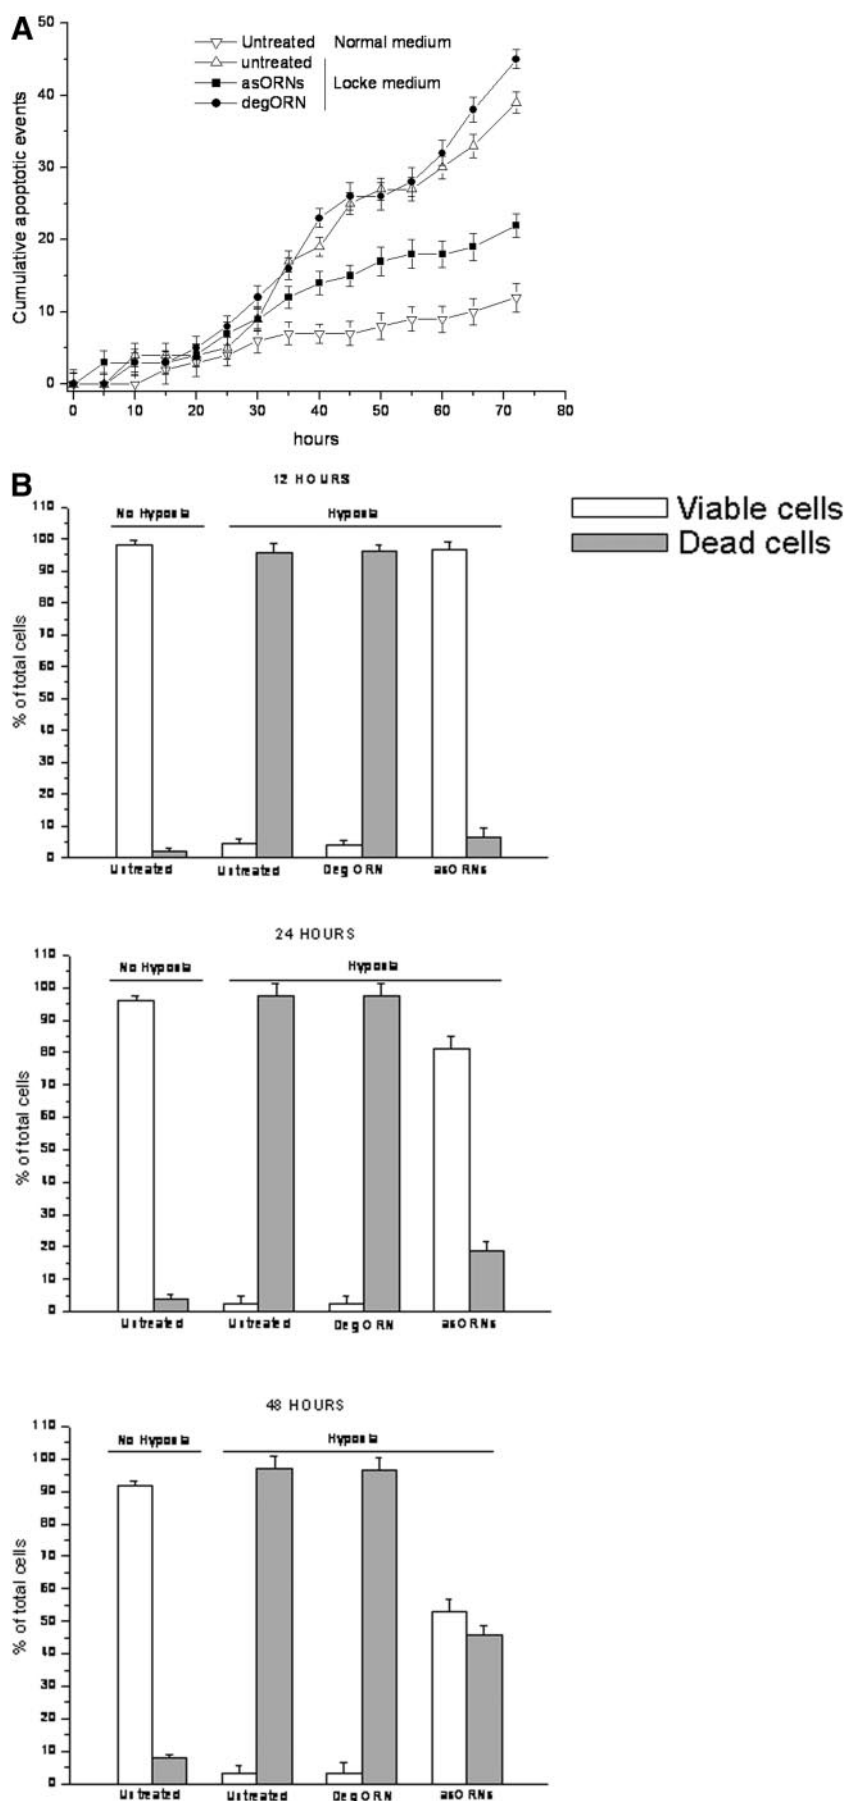 A
50
40
30
20
10
0
Cumulative apoptotic events
Untreated Normal medium
untreated
asORNs Locke medium
degORN
0 10 20 30 40 50 60 70 80
hours
B
12 HOURS
Viable cells
Dead cells
No Hypoxia Hypoxia
110
100
90
80
70
60
50
40
30
20
10
0
% of total cells
Untreated Untreated Deg ORN asORNs
24 HOURS
No Hypoxia Hypoxia
110
100
90
80
70
60
50
40
30
20
10
0
% of total cells
Untreated Untreated Deg ORN asORNs
48 HOURS
No Hypoxia Hypoxia
110
100
90
80
70
60
50
40
30
20
10
0
% of total cells
Untreated Untreated Deg ORN asORNs